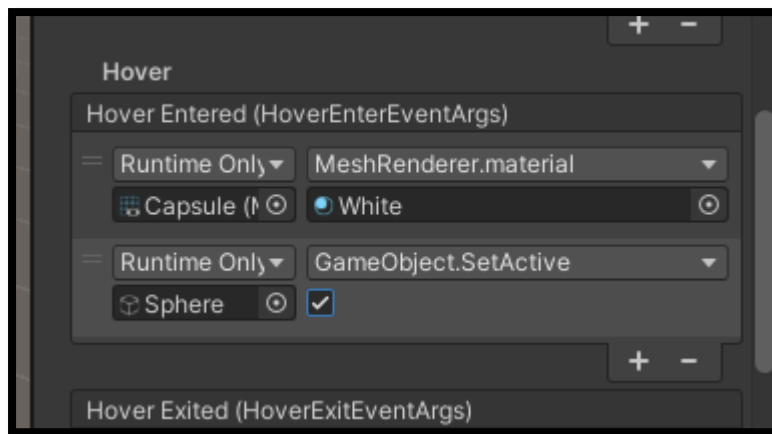 Hover
Hover Entered (HoverEnterEventArgs)
Runtime Only MeshRenderer.material
Capsule (M White
Runtime Only GameObject.SetActive
Sphere
Hover Exited (HoverExitEventArgs)